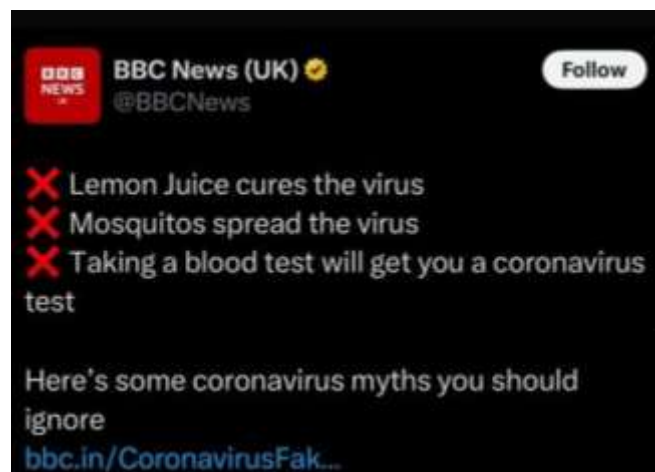 BBC NEWS UK
BBC News (UK)
Follow
@BBCNews
❌ Lemon Juice cures the virus
❌ Mosquitos spread the virus
❌ Taking a blood test will get you a coronavirus
test
Here's some coronavirus myths you should
ignore
bbc.in/CoronavirusFak...